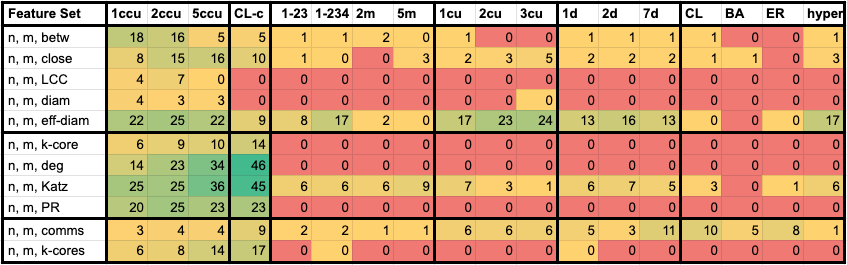 Feature Set 1ccu 2ccu 5ccu CL-c 1-23 1-234 2m 5m 1cu 2cu 3cu 1d 2d 7d CL BA ER hyper
n, m, betw 18 16 5 5 1 1 2 0 1 0 0 1 1 1 1 0 0 1
n, m, close 8 15 16 10 1 0 0 3 2 3 5 2 2 2 1 1 0 3
n, m, LCC 4 7 0 0 0 0 0 0 0 0 0 0 0 0 0 0 0 0
n, m, diam 4 3 3 0 0 0 0 0 0 0 0 0 0 0 0 0 0 0
n, m, eff-diam 22 25 22 9 8 17 2 0 17 23 24 13 16 13 0 0 0 17
n, m, k-core 6 9 10 14 0 0 0 0 0 0 0 0 0 0 0 0 0 0
n, m, deg 14 23 34 46 0 0 0 0 0 0 0 0 0 0 0 0 0 0
n, m, Katz 25 25 36 45 6 6 6 9 7 3 1 6 7 5 3 0 1 6
n, m, PR 20 25 23 23 0 0 0 0 0 0 0 0 0 0 0 0 0 0
n, m, comms 3 4 4 9 2 2 1 1 6 6 6 5 3 11 10 5 8 1
n, m, k-cores 6 8 14 17 0 0 0 0 0 0 0 0 0 0 0 0 0 0